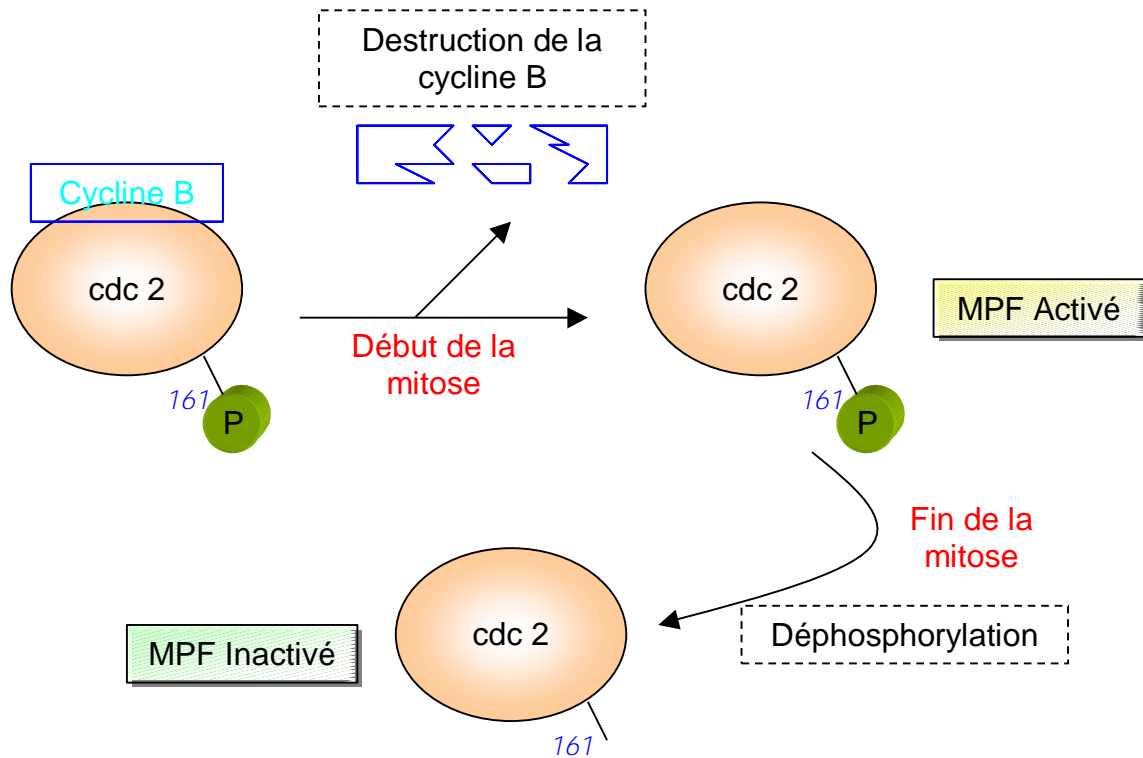 Destruction de la
cycline B
Cycline B
cdc 2
161
P
Début de la
mitose
cdc 2
161
P
MPF Activé
Fin de la
mitose
Déphosphorylation
MPF Inactivé
cdc 2
161